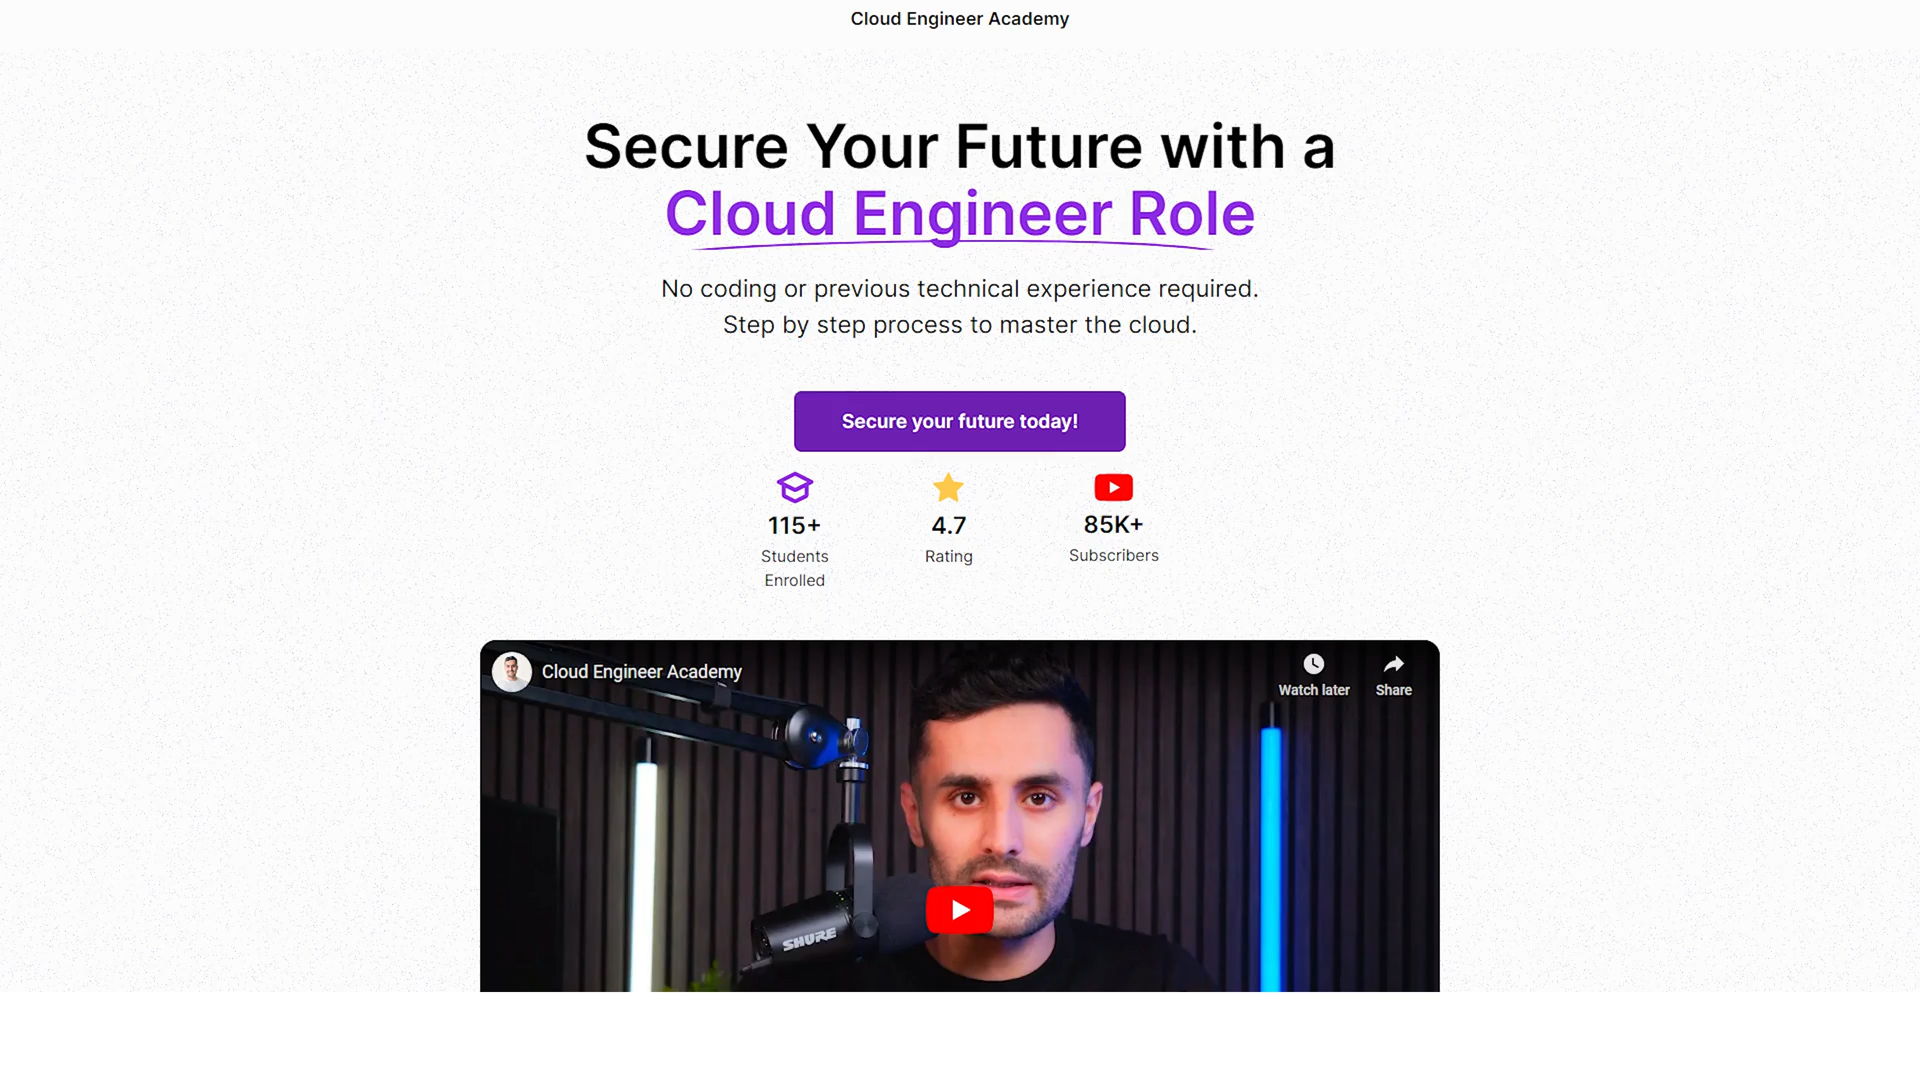 Cloud Engineer Academy
Secure Your Future with a
Cloud Engineer Role
No coding or previous technical experience required.
Step by step process to master the cloud.
Secure your future today!
115+
Students
Enrolled
4.7
Rating
85K+
Subscribers
Cloud Engineer Academy
Watch later
Share
SHURE